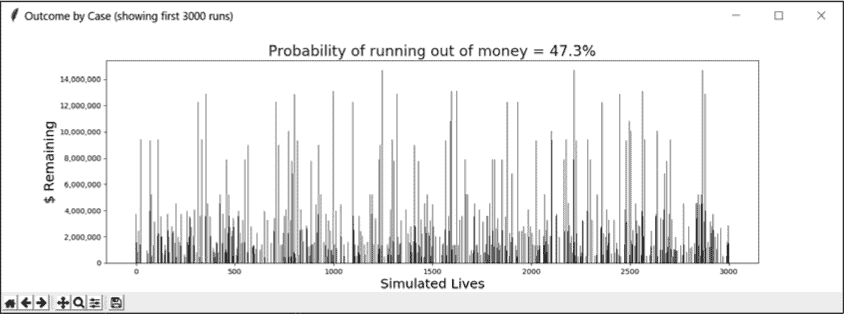 Outcome by Case (showing first 3000 runs)
Probability of running out of money = 47.3%
$ Remaining
14,000,000
12,000,000
10,000,000
8,000,000
6,000,000
4,000,000
2,000,000
0
0 500 1000 1500 2000 2500 3000
Simulated Lives